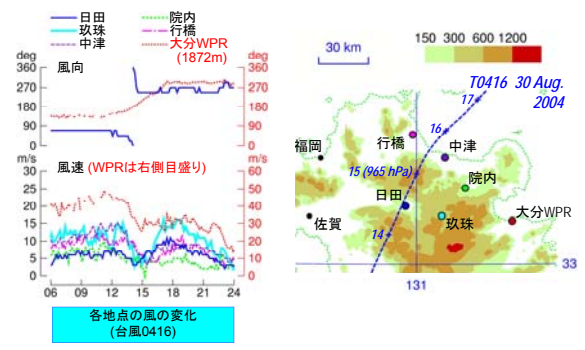 日田
玖珠
中津
院内
行橋
大分WPR
(1872m)
deg
風向
deg
360
270
180
90
0
360
270
180
90
0
m/s
風速 (WPRは右側目盛り)
m/s
30
25
20
15
10
5
0
60
50
40
30
20
10
0
06 09 12 15 18 21 24
各地点の風の変化
(台風0416)
150 300 600 1200
30 km
T0416 30 Aug.
2004
17
16
15 (965 hPa)
14
福岡
行橋
中津
院内
日田
佐賀
玖珠
大分WPR
33
131